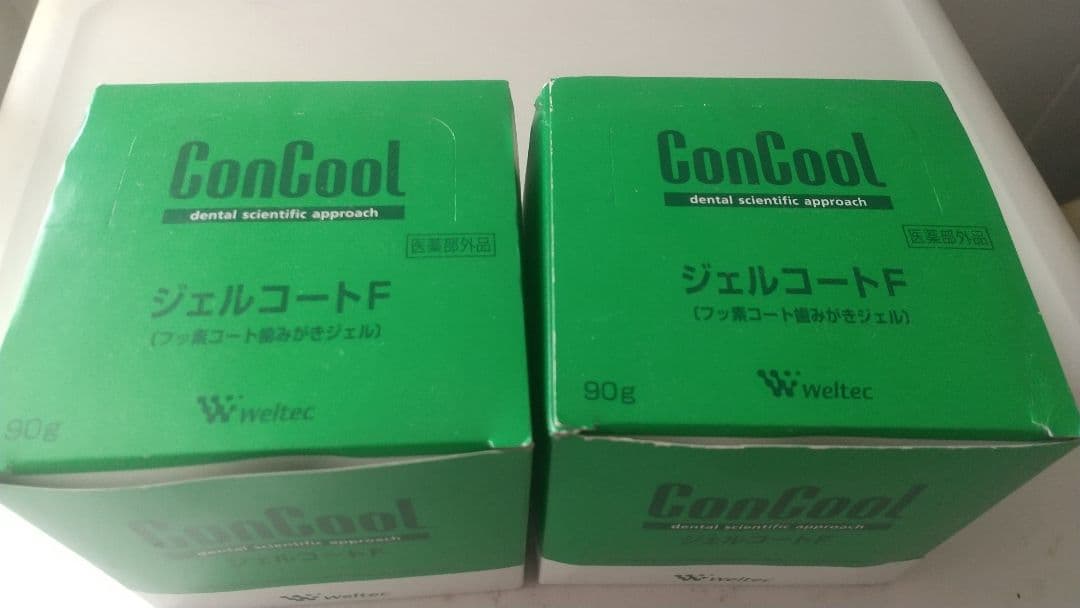 ConCool
dental scientific approach
医薬部外品
ジェルコートF
(フッ素コート歯みがきジェル)
Weltec
90g
ConCool
dental scientific approach
ジェルコートF
Weltec
ConCool
dental scientific approach
医薬部外品
ジェルコートF
(フッ素コート歯みがきジェル)
Weltec
90g
ConCool
dental scientific approach
ジェルコートF
Weltec